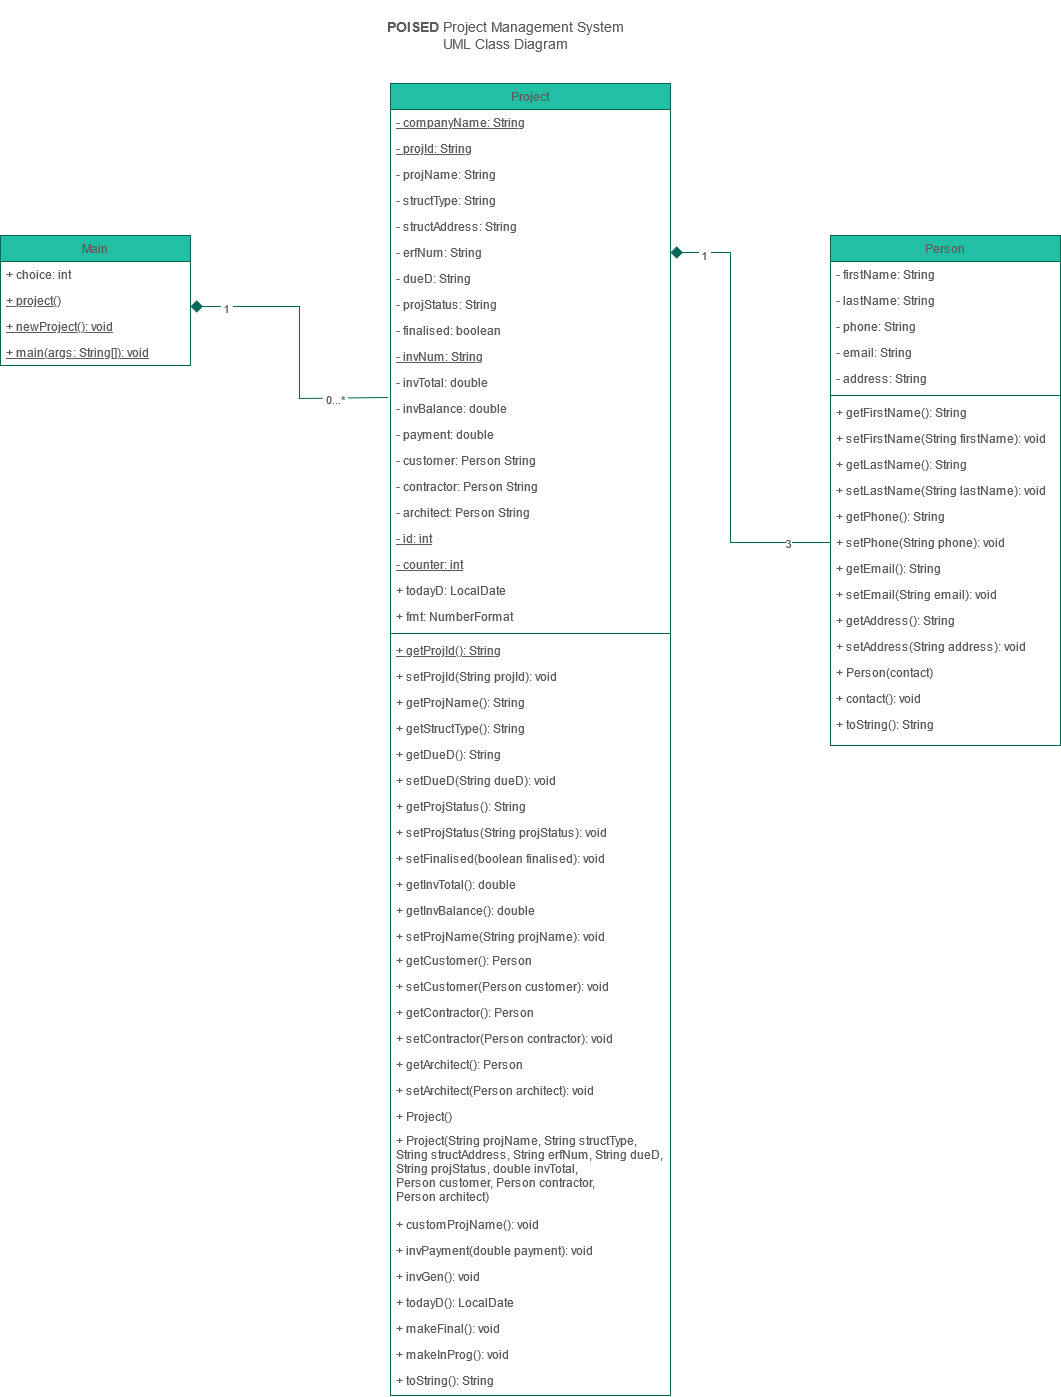 POISED Project Management System
UML Class Diagram
Main
+ choice: int
+ project()
+ newProject(): void
+ main(args: String[]): void
1
0...*
Project
- companyName: String
- projId: String
- projName: String
- structType: String
- structAddress: String
- erfNum: String
- dueD: String
- projStatus: String
- finalised: boolean
- invNum: String
- invTotal: double
- invBalance: double
- payment: double
- customer: Person String
- contractor: Person String
- architect: Person String
- id: int
- counter: int
+ todayD: LocalDate
+ fmt: NumberFormat
+ getProjId(): String
+ setProjId(String projId): void
+ getProjName(): String
+ getStructType(): String
+ getDueD(): String
+ setDueD(String dueD): void
+ getProjStatus(): String
+ setProjStatus(String projStatus): void
+ setFinalised(boolean finalised): void
+ getInvTotal(): double
+ getInvBalance(): double
+ setProjName(String projName): void
+ getCustomer(): Person
+ setCustomer(Person customer): void
+ getContractor(): Person
+ setContractor(Person contractor): void
+ getArchitect(): Person
+ setArchitect(Person architect): void
+ Project()
+ Project(String projName, String structType,
String structAddress, String erfNum, String dueD,
String projStatus, double invTotal,
Person customer, Person contractor,
Person architect)
+ customProjName(): void
+ invPayment(double payment): void
+ invGen(): void
+ todayD(): LocalDate
+ makeFinal(): void
+ makeInProg(): void
+ toString(): String
1
3
Person
- firstName: String
- lastName: String
- phone: String
- email: String
- address: String
+ getFirstName(): String
+ setFirstName(String firstName): void
+ getLastName(): String
+ setLastName(String lastName): void
+ getPhone(): String
+ setPhone(String phone): void
+ getEmail(): String
+ setEmail(String email): void
+ getAddress(): String
+ setAddress(String address): void
+ Person(contact)
+ contact(): void
+ toString(): String